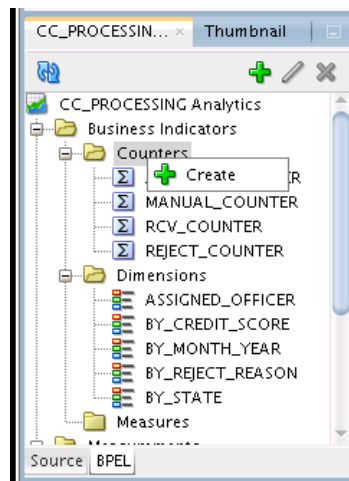 CC_PROCESSIN...
Thumbnail
CC_PROCESSING Analytics
Business Indicators
Counters
Create
MANUAL_COUNTER
RCV_COUNTER
REJECT_COUNTER
Dimensions
ASSIGNED_OFFICER
BY_CREDIT_SCORE
BY_MONTH_YEAR
BY_REJECT_REASON
BY_STATE
Measures
Source BPEL